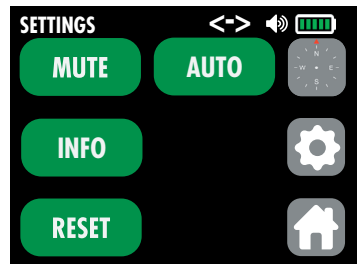 SETTINGS <->
MUTE AUTO
N
W E
S
INFO
RESET